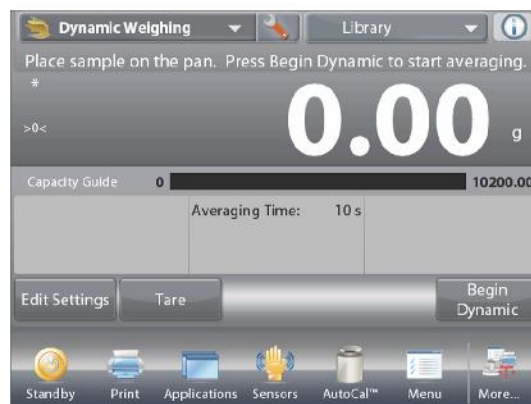 Dynamic Weighing Library
Place sample on the pan. Press Begin Dynamic to start averaging.
*
>0< 0.00 g
Capacity Guide 0 10200.00
Averaging Time: 10 s
Edit Settings Tare Begin Dynamic
Standby Print Applications Sensors AutoCal™ Menu More...